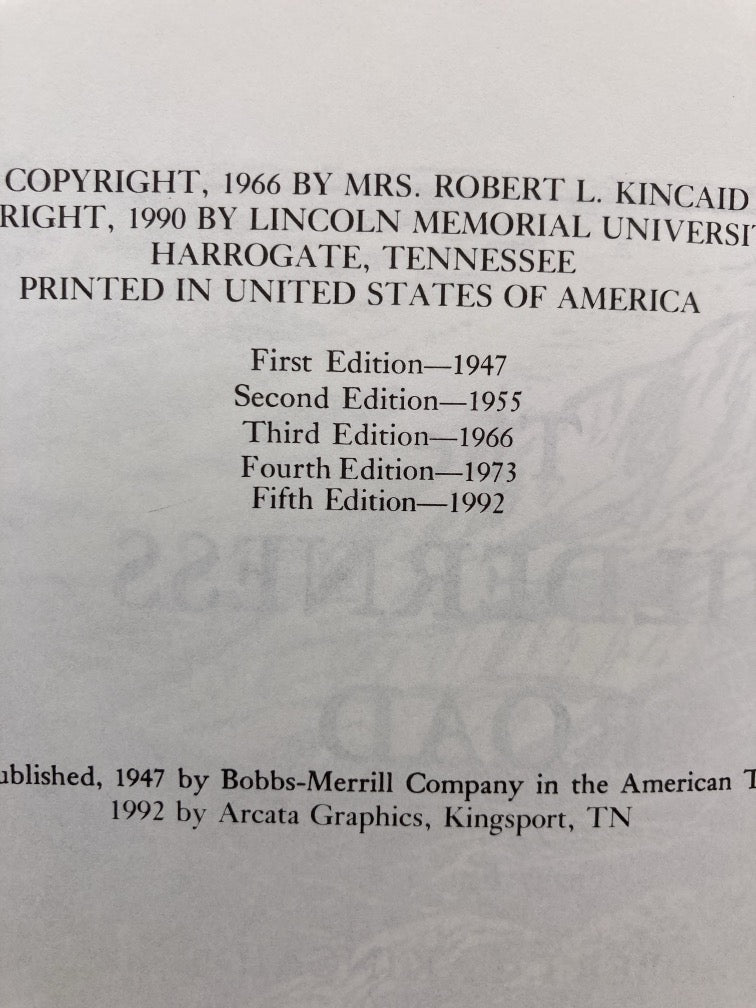 COPYRIGHT, 1966 BY MRS. ROBERT L. KINCAID
RIGHT, 1990 BY LINCOLN MEMORIAL UNIVERSI
HARROGATE, TENNESSEE
PRINTED IN UNITED STATES OF AMERICA
First Edition—1947
Second Edition—1955
Third Edition—1966
Fourth Edition—1973
Fifth Edition—1992
ILDERNESS
ROAD
ublished, 1947 by Bobbs-Merrill Company in the American T
1992 by Arcata Graphics, Kingsport, TN